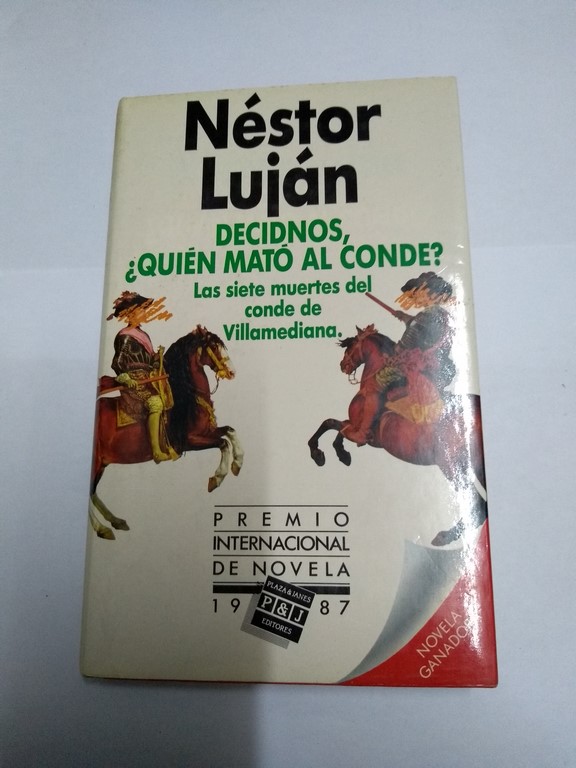 Néstor
Luján
DECIDNOS,
¿QUIÉN MATÓ AL CONDE?
Las siete muertes del
conde de
Villamediana.
PREMIO
INTERNACIONAL
DE NOVELA
19 87
PLAZA & JANES
P&J
EDITORES
NOVELA
GANADORA